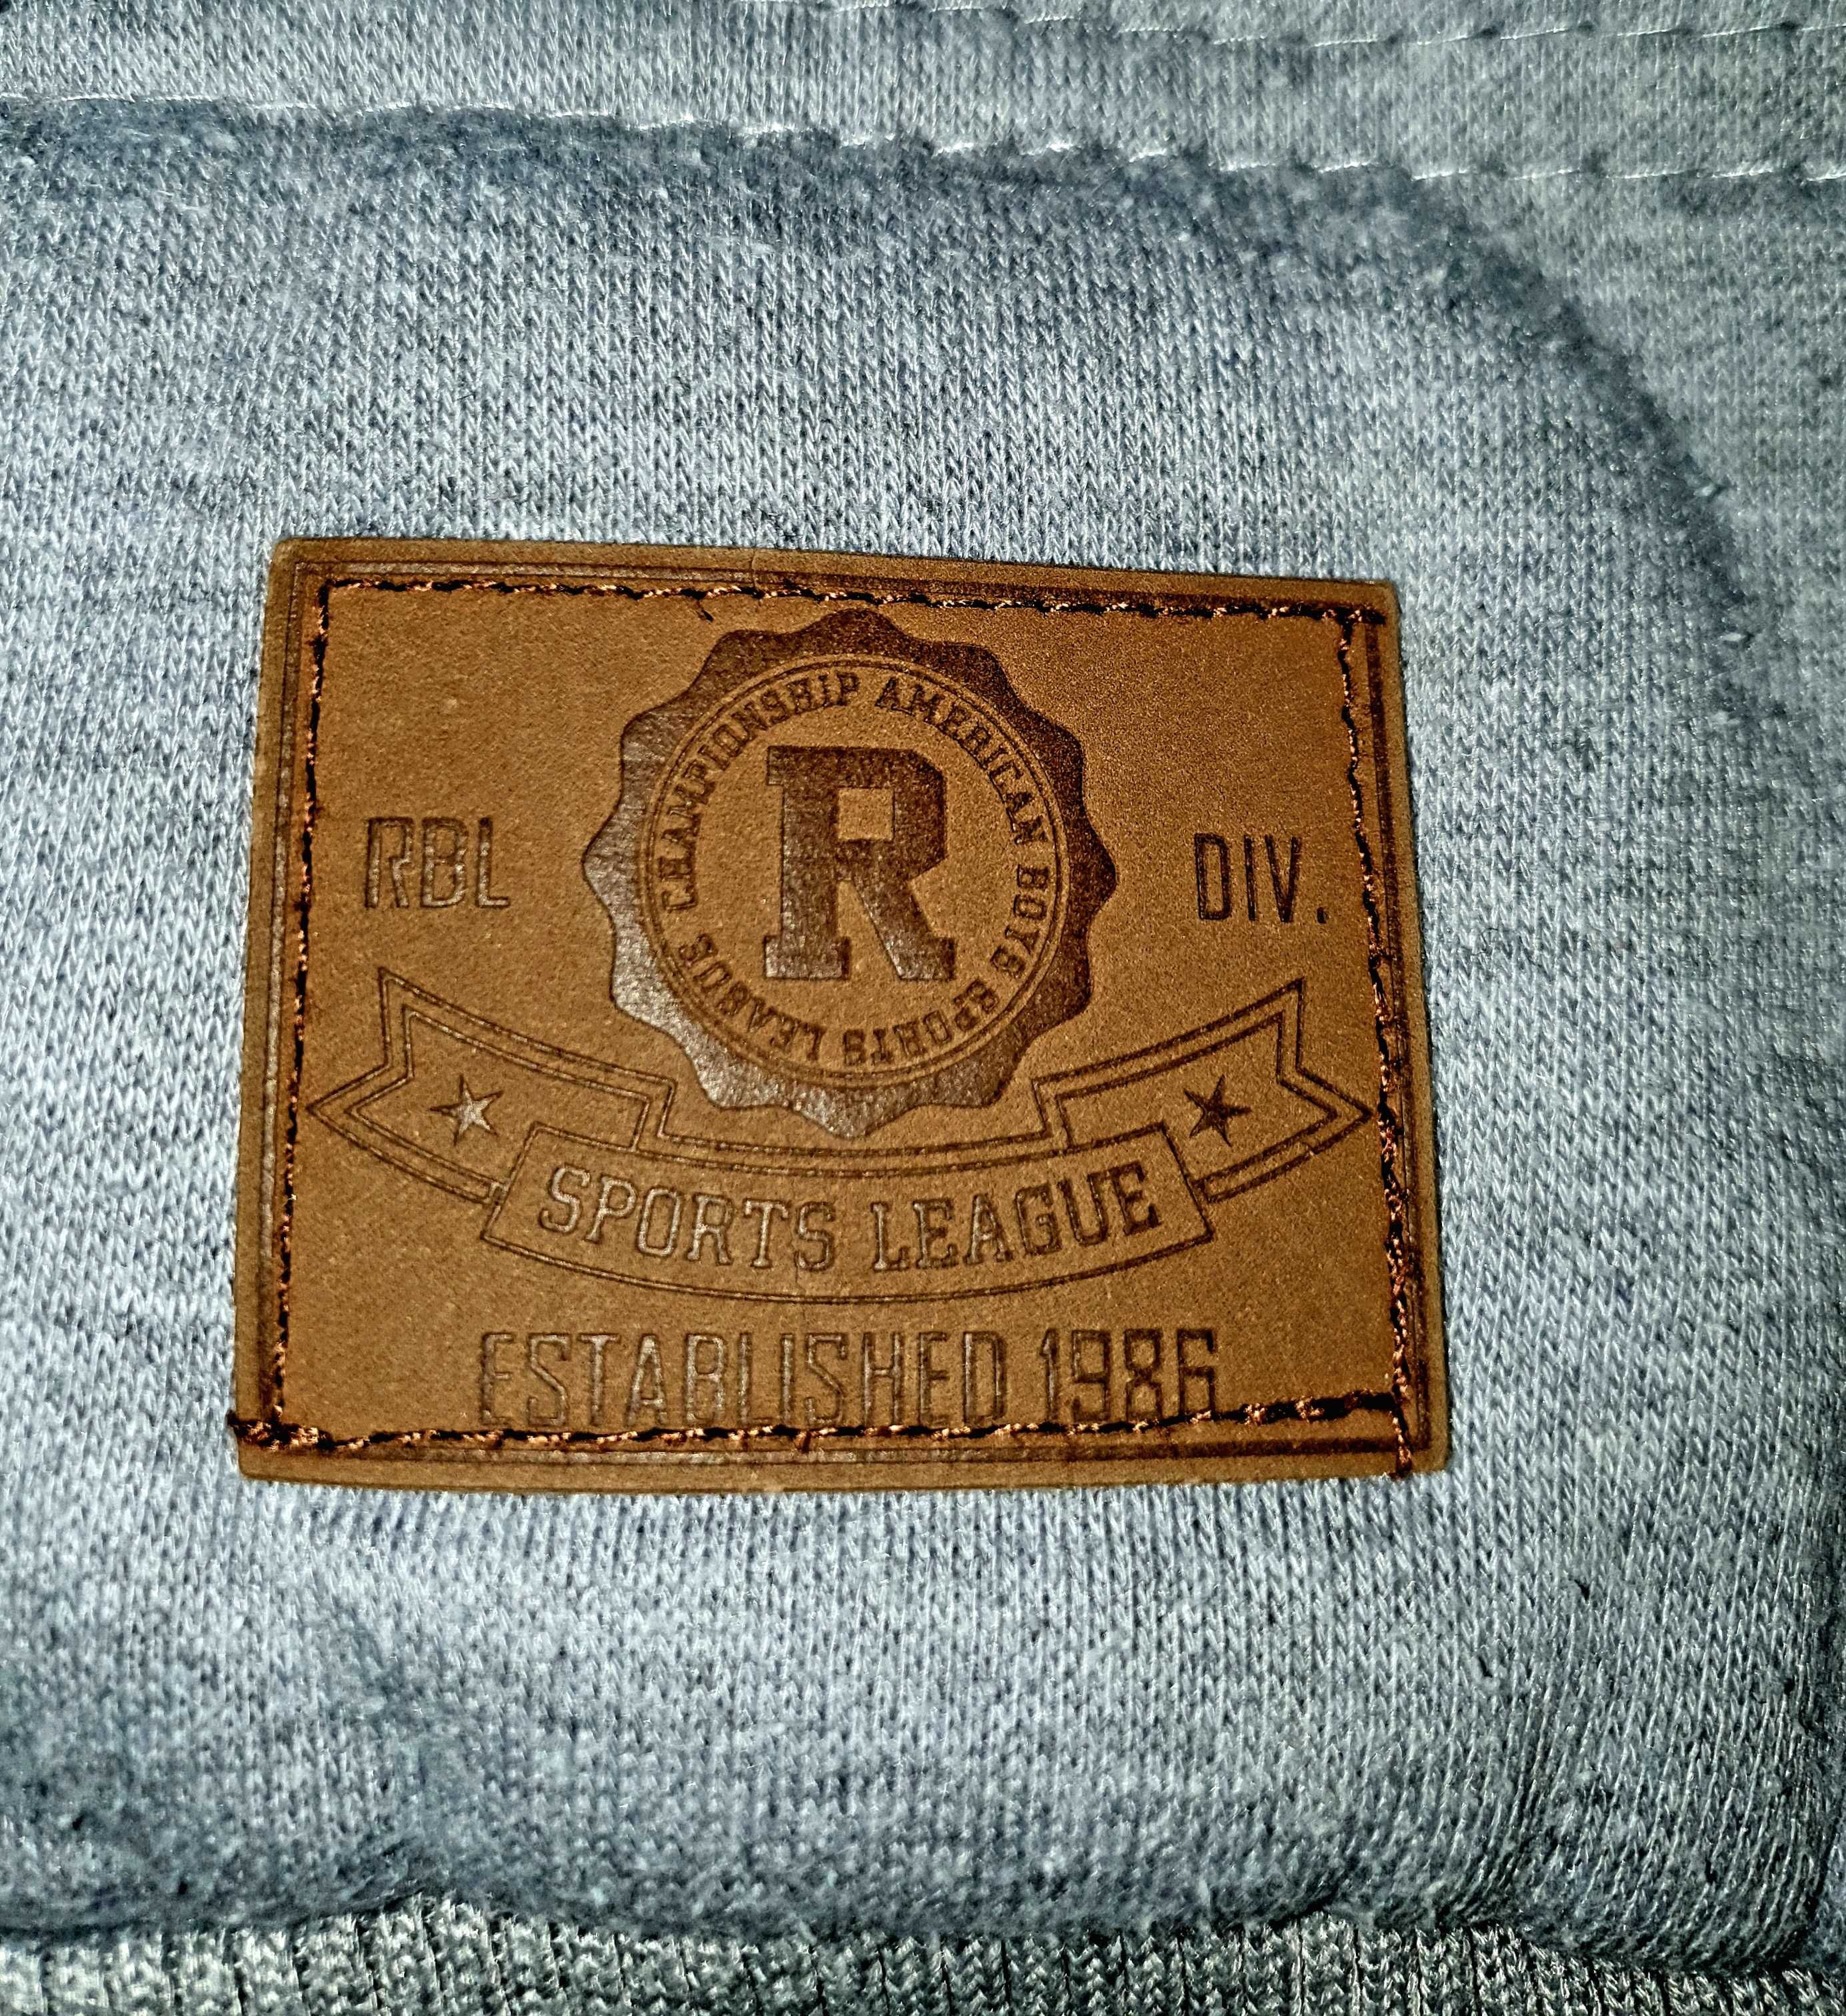 CHAMPIONSHIP AMERICAN BOYS SPORTS LEAGUE
R
RBL
DIV.
SPORTS LEAGUE
ESTABLISHED 1986